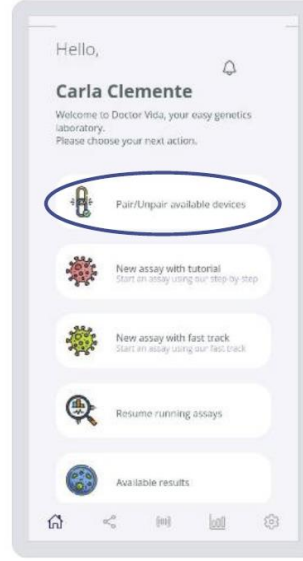 Hello,
Carla Clemente
Welcome to Doctor Vida, your easy genetics
laboratory.
Please choose your next action.
Pair/Unpair available devices
New assay with tutorial
Start an assay using our step-by-step
New assay with fast track
Start an assay using our fast track
Resume running assays
Available results